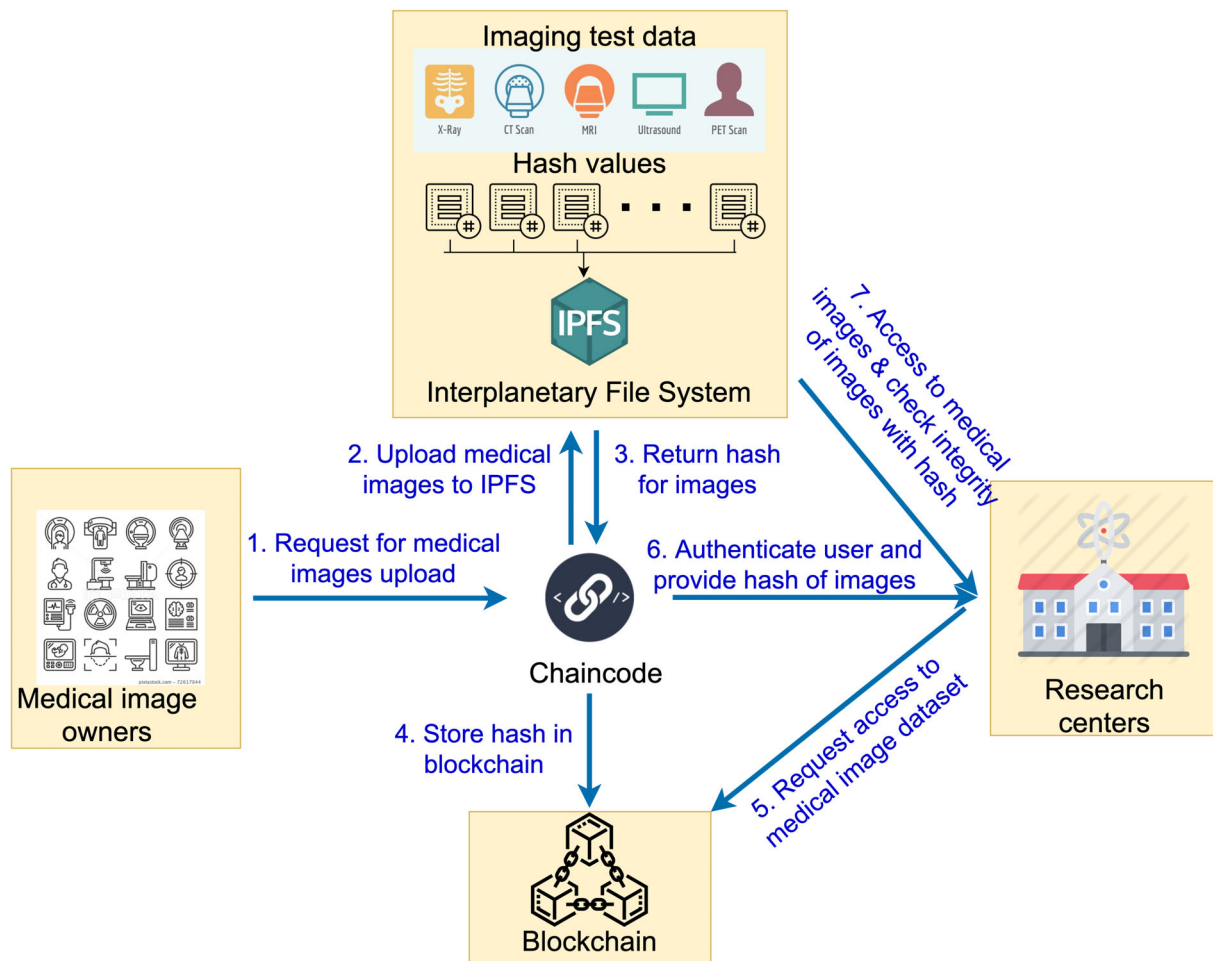 Imaging test data
X-Ray
CT Scan
MRI
Ultrasound
PET Scan
Hash values
# # # #
IPFS
Interplanetary File System
2. Upload medical
images to IPFS
3. Return hash
for images
7. Access to medical
images & check integrity
of images with hash
1. Request for medical
images upload
6. Authenticate user and
provide hash of images
< />
Chaincode
Medical image
owners
Research
centers
4. Store hash in
blockchain
5. Request access to
medical image dataset
Blockchain